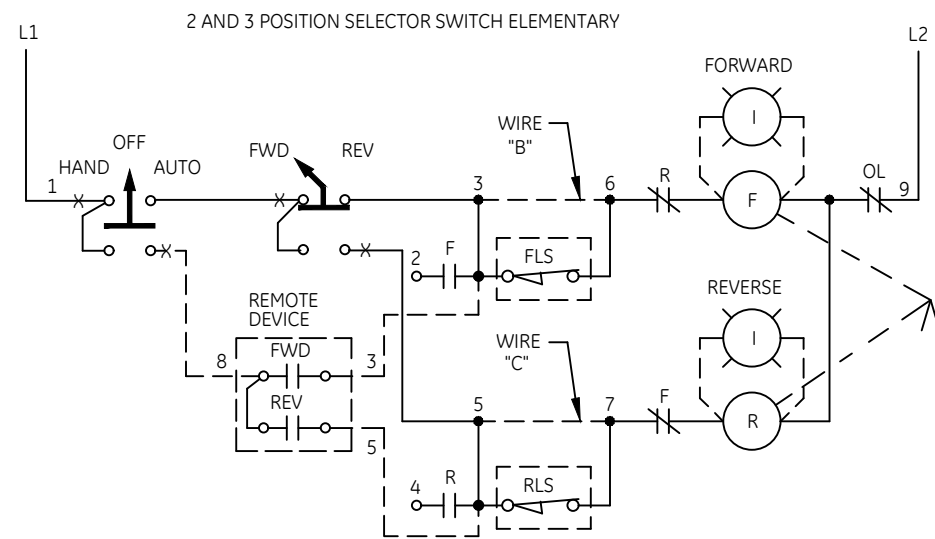 2 AND 3 POSITION SELECTOR SWITCH ELEMENTARY
L1
L2
FORWARD
I
WIRE
"B"
OFF
HAND
AUTO
FWD
REV
1
3
6
R
F
OL
9
2
F
FLS
REMOTE
DEVICE
FWD
8
3
REV
5
REVERSE
I
WIRE
"C"
5
7
F
R
4
R
RLS